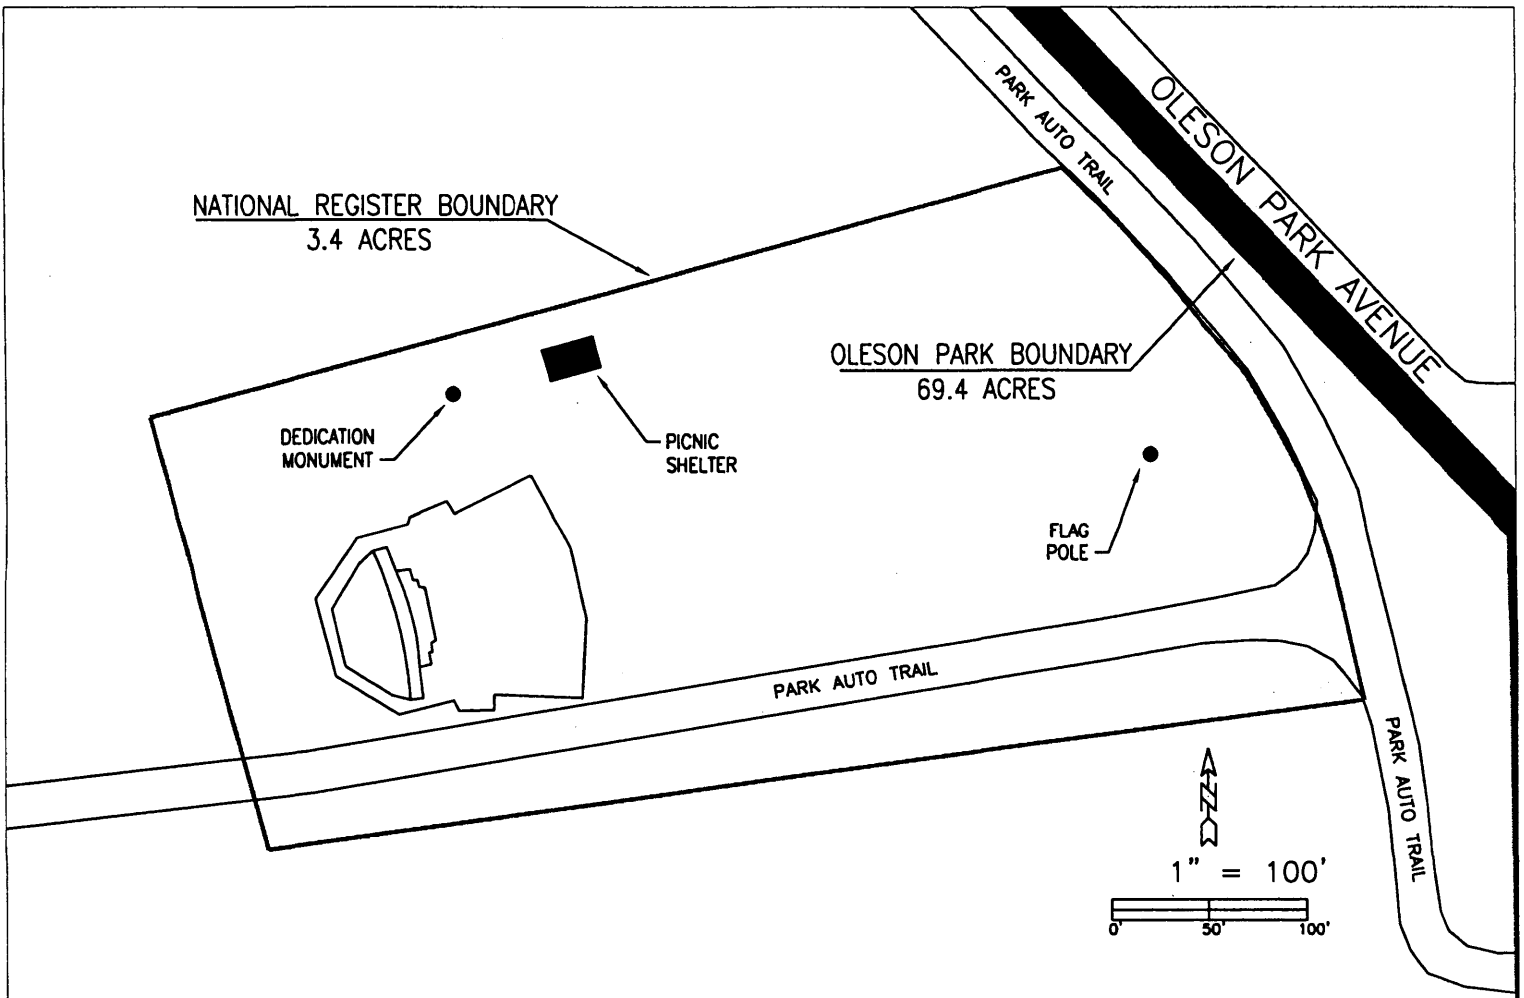 PARK AUTO TRAIL
OLESON PARK AVENUE
NATIONAL REGISTER BOUNDARY
3.4 ACRES
OLESON PARK BOUNDARY
69.4 ACRES
DEDICATION
MONUMENT
PICNIC
SHELTER
FLAG
POLE
PARK AUTO TRAIL
PARK AUTO TRAIL
N
1" = 100'
0' 50' 100'